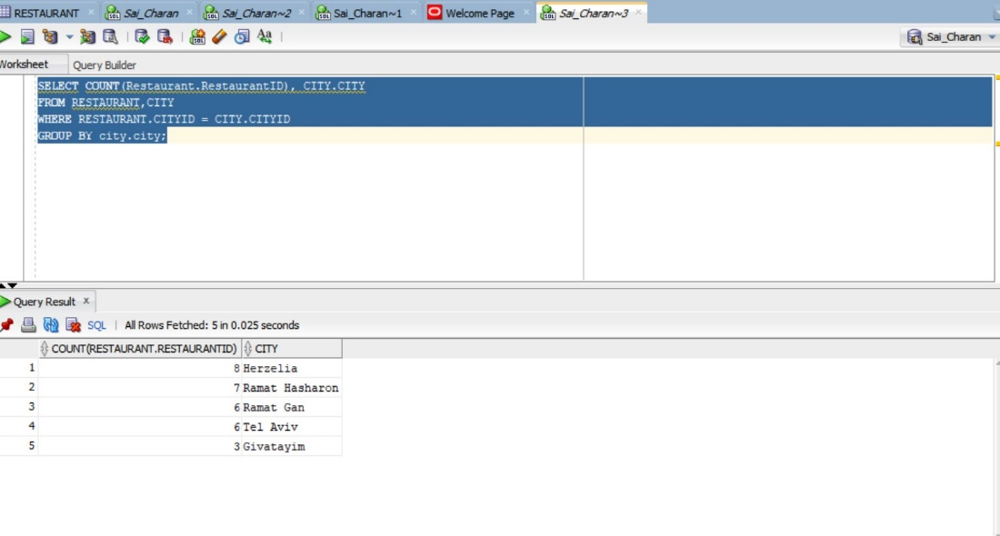 RESTAURANT Sai_Charan Sai_Charan~2 Sai_Charan~1 Welcome Page Sai_Charan~3
Sai_Charan
Worksheet Query Builder
SELECT COUNT(Restaurant.RestaurantID), CITY.CITY
FROM RESTAURANT,CITY
WHERE RESTAURANT.CITYID = CITY.CITYID
GROUP BY city.city;
Query Result x
SQL | All Rows Fetched: 5 in 0.025 seconds
COUNT(RESTAURANT.RESTAURANTID) CITY
1 8 Herzelia
2 7 Ramat Hasharon
3 6 Ramat Gan
4 6 Tel Aviv
5 3 Givatayim